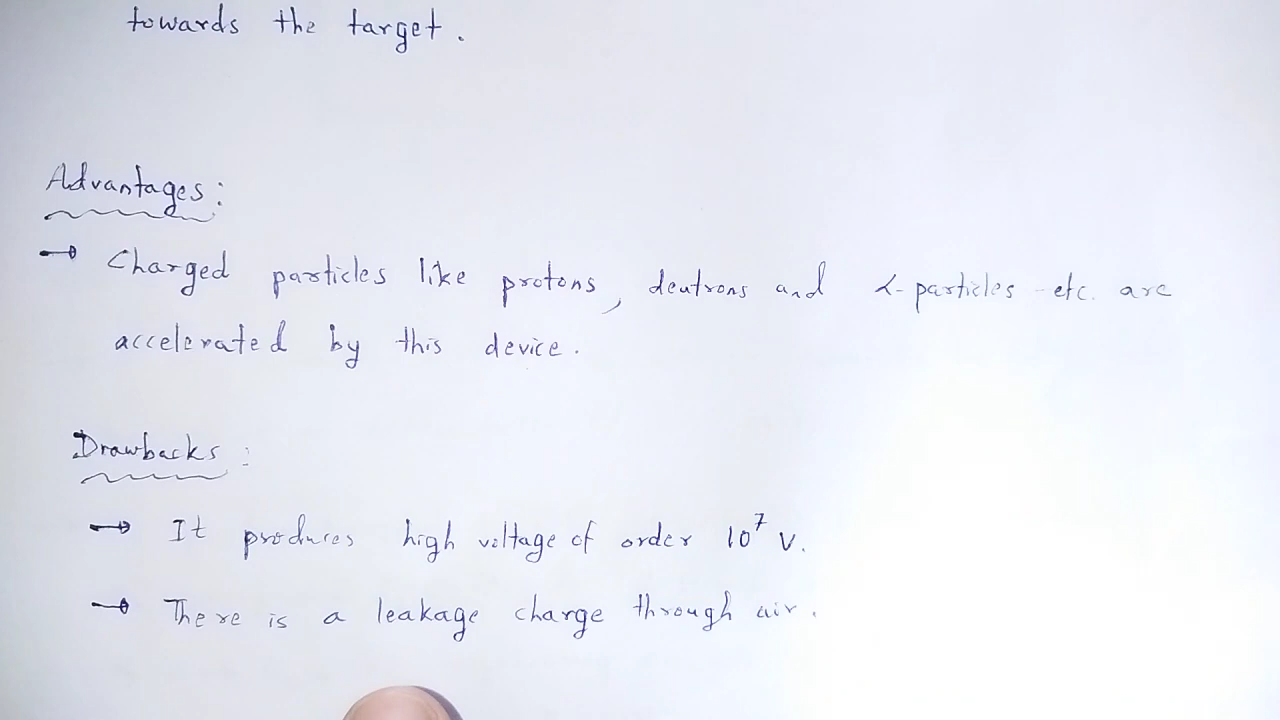 towards the target.
Advantages:
→ Charged particles like protons, deutrons and α-particles etc. are
accelerated by this device.
Drawbacks:
→ It produces high voltage of order 10⁷ V.
→ There is a leakage charge through air.